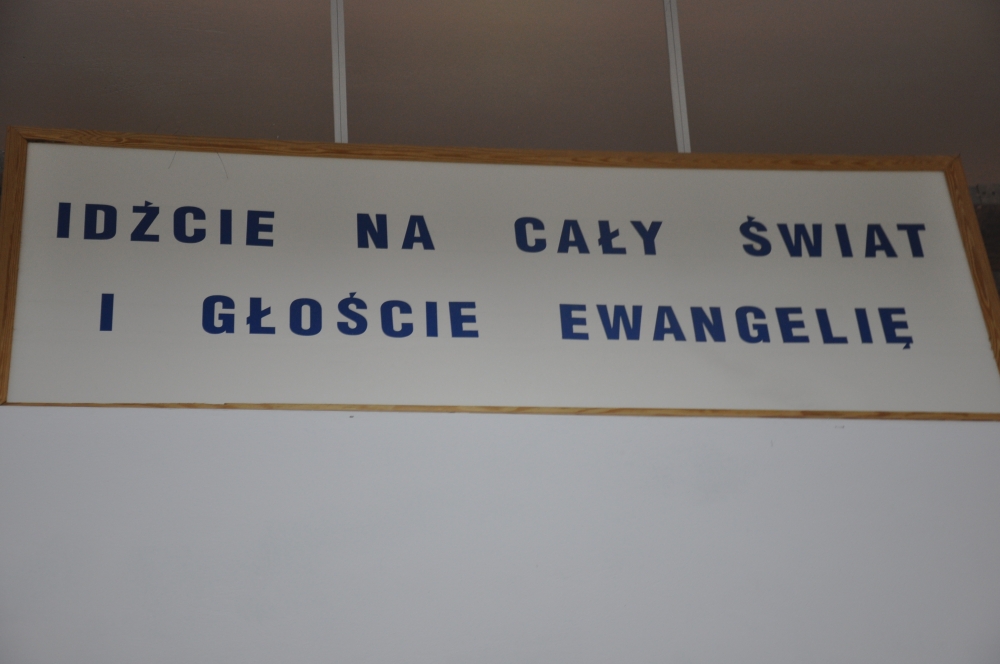 IDŹCIE NA CAŁY ŚWIAT
I GŁOŚCIE EWANGELIĘ